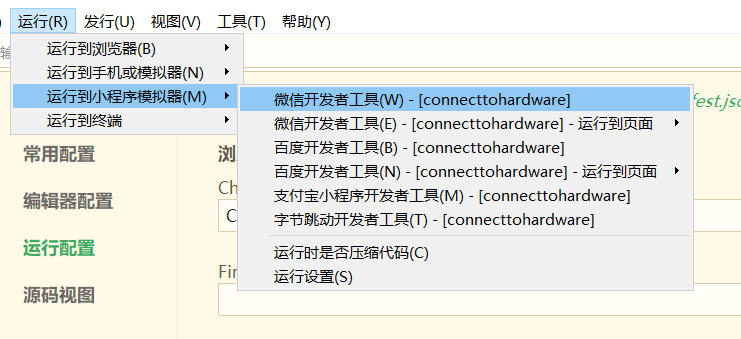 运行(R) 发行(U) 视图(V) 工具(T) 帮助(Y)
运行到浏览器(B)
运行到手机或模拟器(N)
运行到小程序模拟器(M)
运行到终端
微信开发者工具(W) - [connecttohardware]
微信开发者工具(E) - [connecttohardware] - 运行到页面
百度开发者工具(B) - [connecttohardware]
百度开发者工具(N) - [connecttohardware] - 运行到页面
支付宝小程序开发者工具(M) - [connecttohardware]
字节跳动开发者工具(T) - [connecttohardware]
运行时是否压缩代码(C)
运行设置(S)
常用配置
编辑器配置
运行配置
源码视图